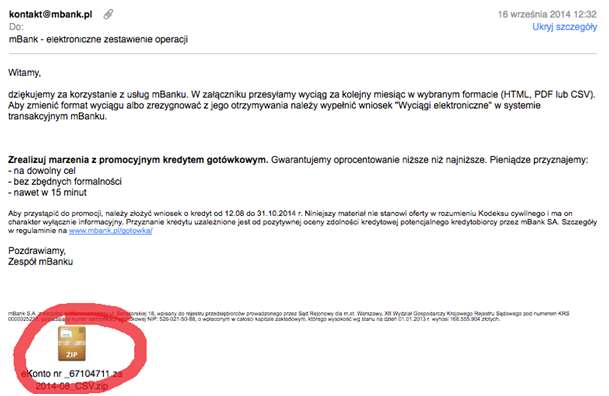 kontakt@mbank.pl
16 września 2014 12:32
Do:
Ukryj szczegóły
mBank - elektroniczne zestawienie operacji
Witamy,
dziękujemy za korzystanie z usług mBanku. W załączniku przesyłamy wyciąg za kolejny miesiąc w wybranym formacie (HTML, PDF lub CSV).
Aby zmienić format wyciągu albo zrezygnować z jego otrzymywania należy wypełnić wniosek "Wyciągi elektroniczne" w systemie
transakcyjnym mBanku.
Zrealizuj marzenia z promocyjnym kredytem gotówkowym. Gwarantujemy oprocentowanie niższe niż najniższe. Pieniądze przyznajemy:
- na dowolny cel
- bez zbędnych formalności
- nawet w 15 minut
Aby przystąpić do promocji, należy złożyć wniosek o kredyt od 12.08 do 31.10.2014 r. Niniejszy materiał nie stanowi oferty w rozumieniu Kodeksu cywilnego i ma on
charakter wyłącznie informacyjny. Przyznanie kredytu uzależnione jest od pozytywnej oceny zdolności kredytowej potencjalnego kredytobiorcy przez mBank SA. Szczegóły
w regulaminie na www.mbank.pl/gotowka/
Pozdrawiamy,
Zespół mBanku
mBank S.A. z siedzibą 18, wpisany do rejestru przedsiębiorców prowadzonego przez Sąd Rejonowy dla m.st. Warszawy, XII Wydział Gospodarczy Krajowego Rejestru Sądowego pod numerem KRS
NIP: 526-021-50-88, o wpłaconym w całości kapitale zakładowym, którego wysokość wg stanu na dzień 01.01.2013 r. wynosi 168.555.904 złotych.
ZIP
eKonto nr _67104711 za
2014-08_CSV.zip